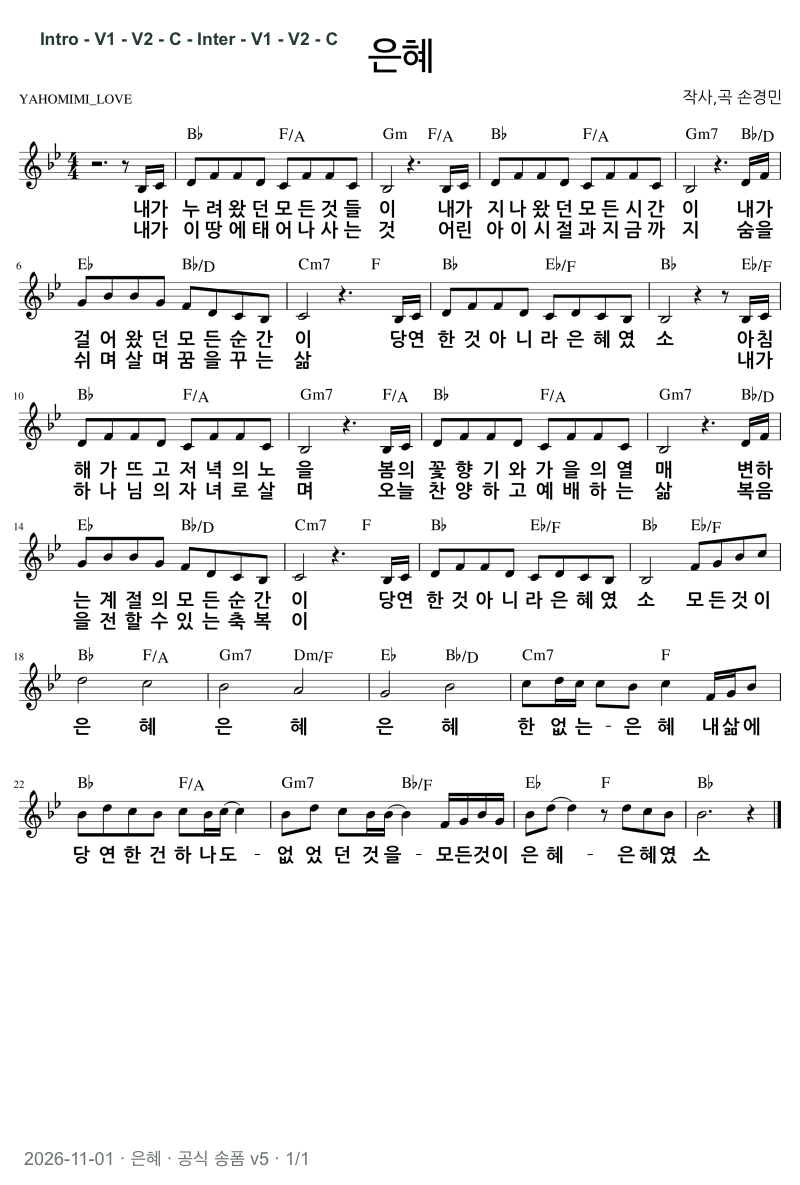 Intro - V1 - V2 - C - Inter - V1 - V2 - C
은혜
YAHOMIMI_LOVE
작사,곡 손경민
B♭ F/A Gm F/A B♭ F/A Gm7 B♭/D
내가 누 려 왔 던 모 든 것 들 이 내가 지 나 왔 던 모 든 시 간 이 내가
내가 이 땅 에 태 어 나 사 는 것 어린 아 이 시 절 과 지 금 까 지 숨을
6 E♭ B♭/D Cm7 F B♭ E♭/F B♭ E♭/F
걸 어 왔 던 모 든 순 간 이 당연 한 것 아 니 라 은 혜 였 소 아침
쉬 며 살 며 꿈 을 꾸 는 삶 내가
10 B♭ F/A Gm7 F/A B♭ F/A Gm7 B♭/D
해 가 뜨 고 저 녁 의 노 을 봄의 꽃 향 기 와 가 을 의 열 매 변하
하 나 님 의 자 녀 로 살 며 오늘 찬 양 하 고 예 배 하 는 삶 복음
14 E♭ B♭/D Cm7 F B♭ E♭/F B♭ E♭/F
는 계 절 의 모 든 순 간 이 당연 한 것 아 니 라 은 혜 였 소 모 든 것 이
을 전 할 수 있 는 축 복 이
18 B♭ F/A Gm7 Dm/F E♭ B♭/D Cm7 F
은 혜 은 혜 은 혜 한 없 는 - 은 혜 내 삶 에
22 B♭ F/A Gm7 B♭/F E♭ F B♭
당 연 한 건 하 나 도 - 없 었 던 것 을 - 모든것이 은 혜 - 은 혜 였 소
2026-11-01 · 은혜 · 공식 송폼 v5 · 1/1